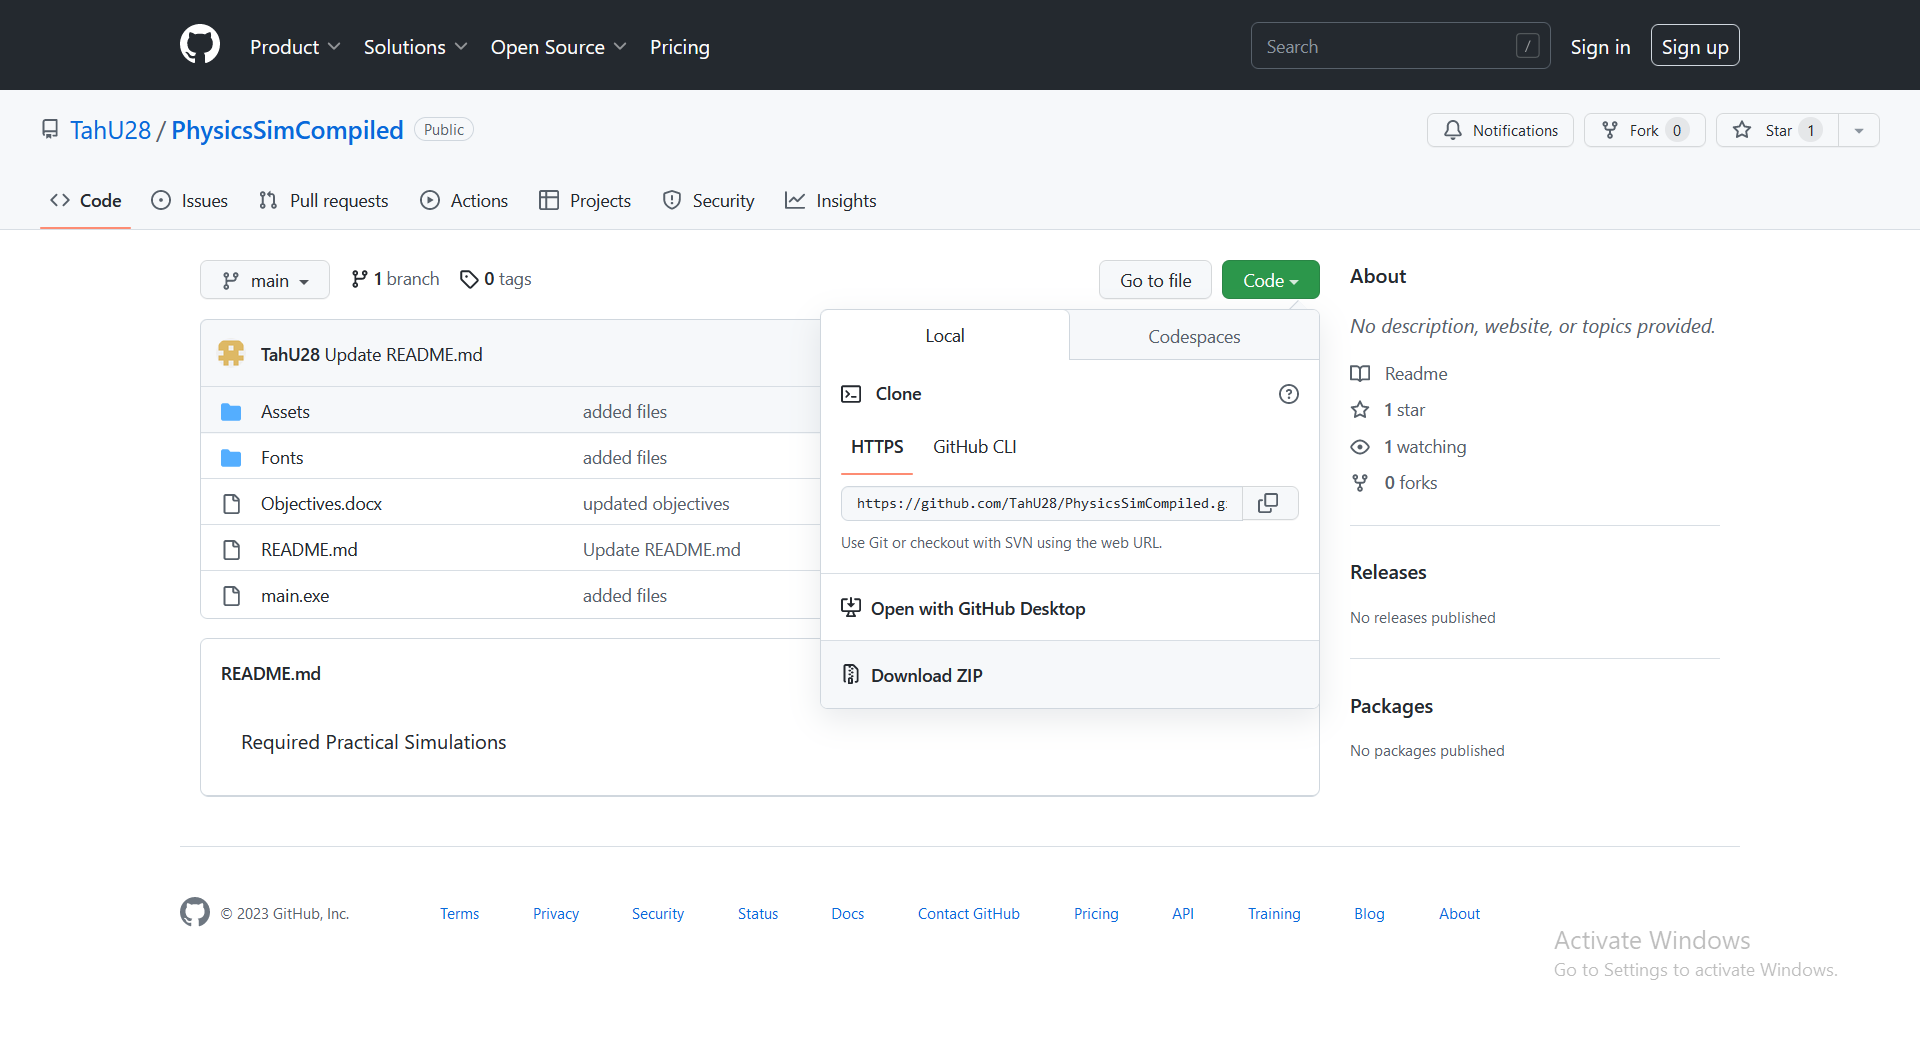 Product Solutions Open Source Pricing Search / Sign in Sign up
TahU28 / PhysicsSimCompiled Public Notifications Fork 0 Star 1
Code Issues Pull requests Actions Projects Security Insights
main 1 branch 0 tags Go to file Code
TahU28 Update README.md
Assets added files
Fonts added files
Objectives.docx updated objectives
README.md Update README.md
main.exe added files
Local Codespaces
Clone
HTTPS GitHub CLI
https://github.com/TahU28/PhysicsSimCompiled.g
Use Git or checkout with SVN using the web URL.
Open with GitHub Desktop
Download ZIP
README.md
Required Practical Simulations
About
No description, website, or topics provided.
Readme
1 star
1 watching
0 forks
Releases
No releases published
Packages
No packages published
© 2023 GitHub, Inc. Terms Privacy Security Status Docs Contact GitHub Pricing API Training Blog About
Activate Windows
Go to Settings to activate Windows.